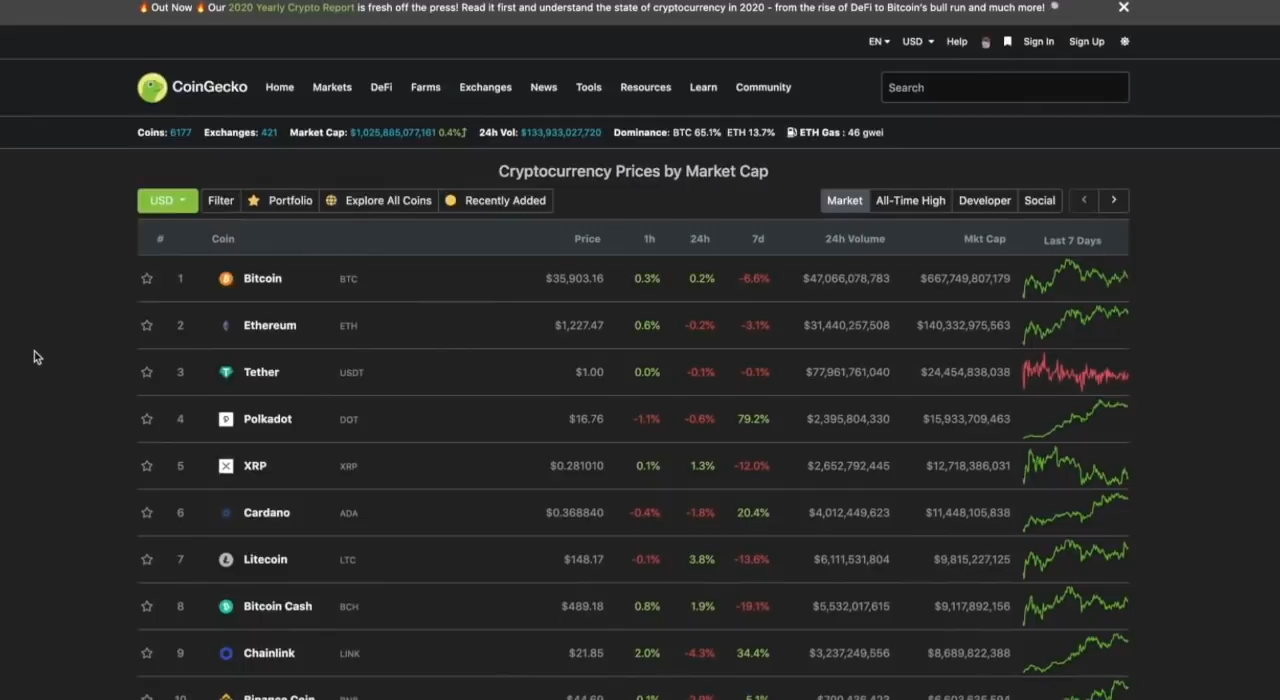 Out Now Our 2020 Yearly Crypto Report is fresh off the press! Read it first and understand the state of cryptocurrency in 2020 - from the rise of DeFi to Bitcoin's bull run and much more!
EN USD Help Sign In Sign Up
CoinGecko Home Markets DeFi Farms Exchanges News Tools Resources Learn Community Search
Coins: 6177 Exchanges: 421 Market Cap: $1,025,885,077,161 0.4% 24h Vol: $133,933,027,720 Dominance: BTC 65.1% ETH 13.7% ETH Gas : 46 gwei
Cryptocurrency Prices by Market Cap
USD Filter Portfolio Explore All Coins Recently Added Market All-Time High Developer Social
# Coin Price 1h 24h 7d 24h Volume Mkt Cap Last 7 Days
1 Bitcoin BTC $35,903.16 0.3% 0.2% -6.6% $47,066,078,783 $667,749,807,179
2 Ethereum ETH $1,227.47 0.6% -0.2% -3.1% $31,440,257,508 $140,332,975,563
3 Tether USDT $1.00 0.0% -0.1% -0.1% $77,961,761,040 $24,454,838,038
4 Polkadot DOT $16.76 -1.1% -0.6% 79.2% $2,395,804,330 $15,933,709,463
5 XRP XRP $0.281010 0.1% 1.3% -12.0% $2,652,792,445 $12,718,386,031
6 Cardano ADA $0.368840 -0.4% -1.8% 20.4% $4,012,449,623 $11,448,105,838
7 Litecoin LTC $148.17 -0.1% 3.8% -13.6% $6,111,531,804 $9,815,227,125
8 Bitcoin Cash BCH $489.18 0.8% 1.9% -19.1% $5,532,017,615 $9,117,892,156
9 Chainlink LINK $21.85 2.0% -4.3% 34.4% $3,237,249,556 $8,689,822,388
10 Binance Coin